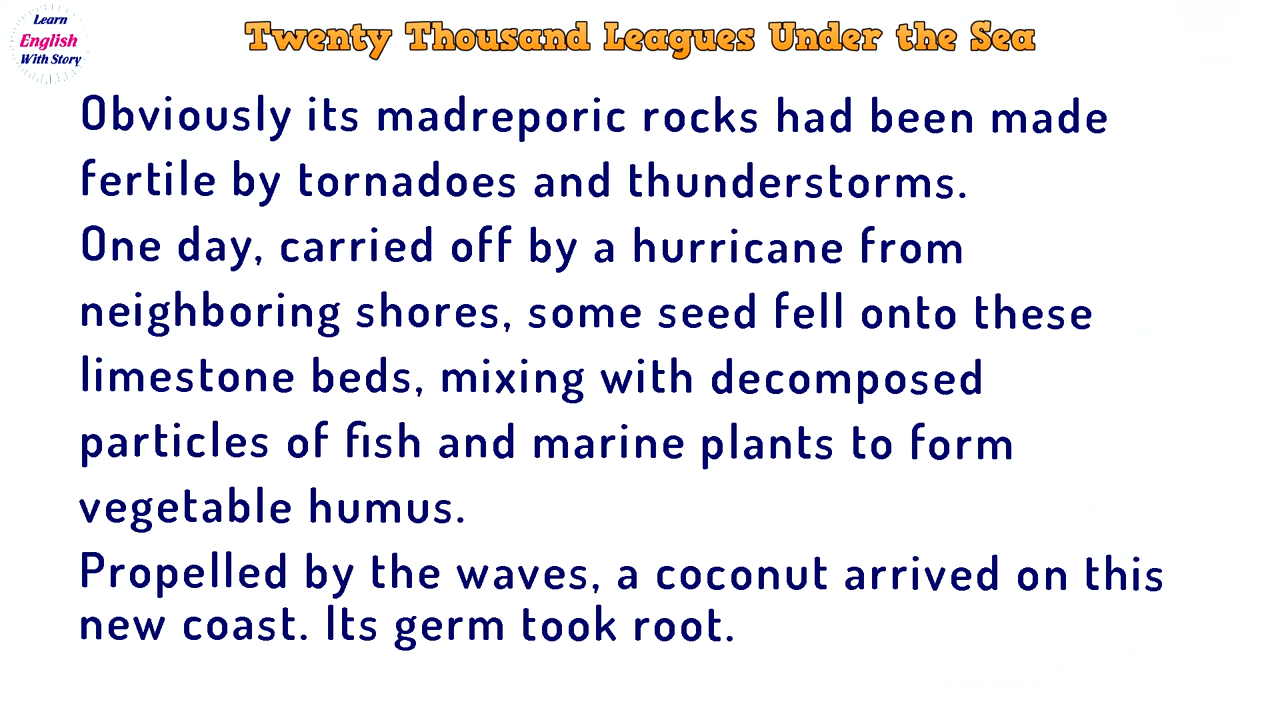 Learn
English
With Story
Twenty Thousand Leagues Under the Sea
Obviously its madreporic rocks had been made
fertile by tornadoes and thunderstorms.
One day, carried off by a hurricane from
neighboring shores, some seed fell onto these
limestone beds, mixing with decomposed
particles of fish and marine plants to form
vegetable humus.
Propelled by the waves, a coconut arrived on this
new coast. Its germ took root.